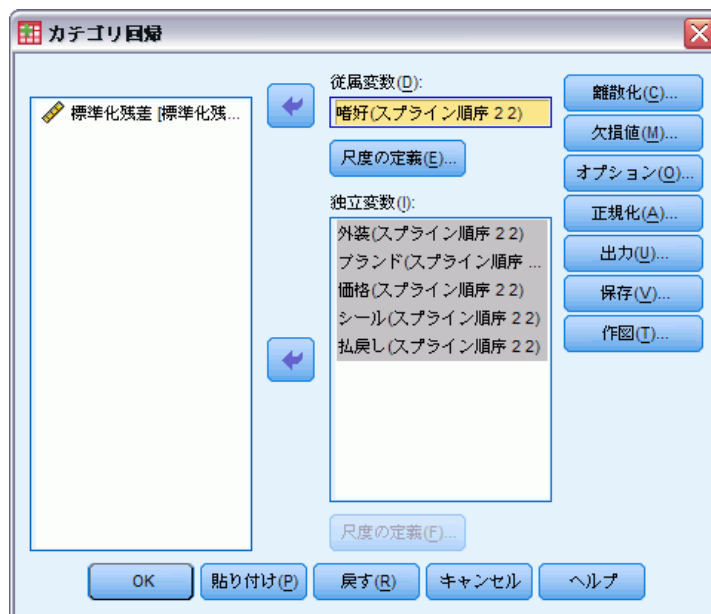 カテゴリ回帰
標準化残差 [標準化残...
従属変数(D):
嗜好(スプライン順序 2 2)
尺度の定義(E)...
独立変数(I):
外装(スプライン順序 2 2)
ブランド(スプライン順序 ...
価格(スプライン順序 2 2)
シール(スプライン順序 2 2)
払戻し(スプライン順序 2 2)
尺度の定義(F)...
離散化(C)...
欠損値(M)...
オプション(O)...
正規化(A)...
出力(U)...
保存(V)...
作図(T)...
OK
貼り付け(P)
戻す(R)
キャンセル
ヘルプ